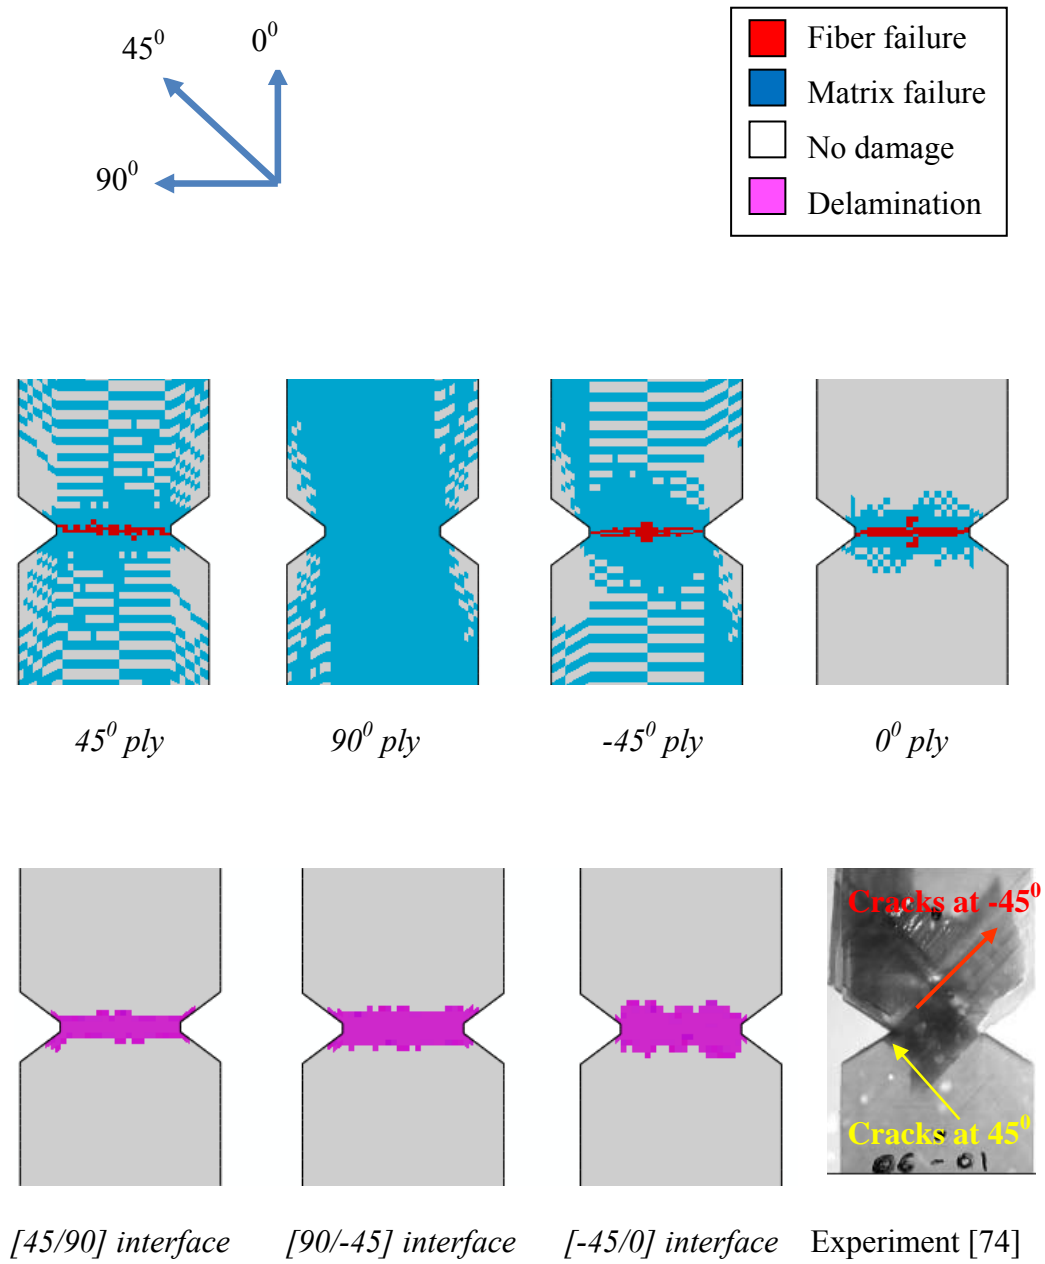 45⁰
0⁰
90⁰
Fiber failure
Matrix failure
No damage
Delamination
45⁰ ply
90⁰ ply
-45⁰ ply
0⁰ ply
Cracks at -45⁰
Cracks at 45⁰
06-01
[45/90] interface
[90/-45] interface
[-45/0] interface
Experiment [74]